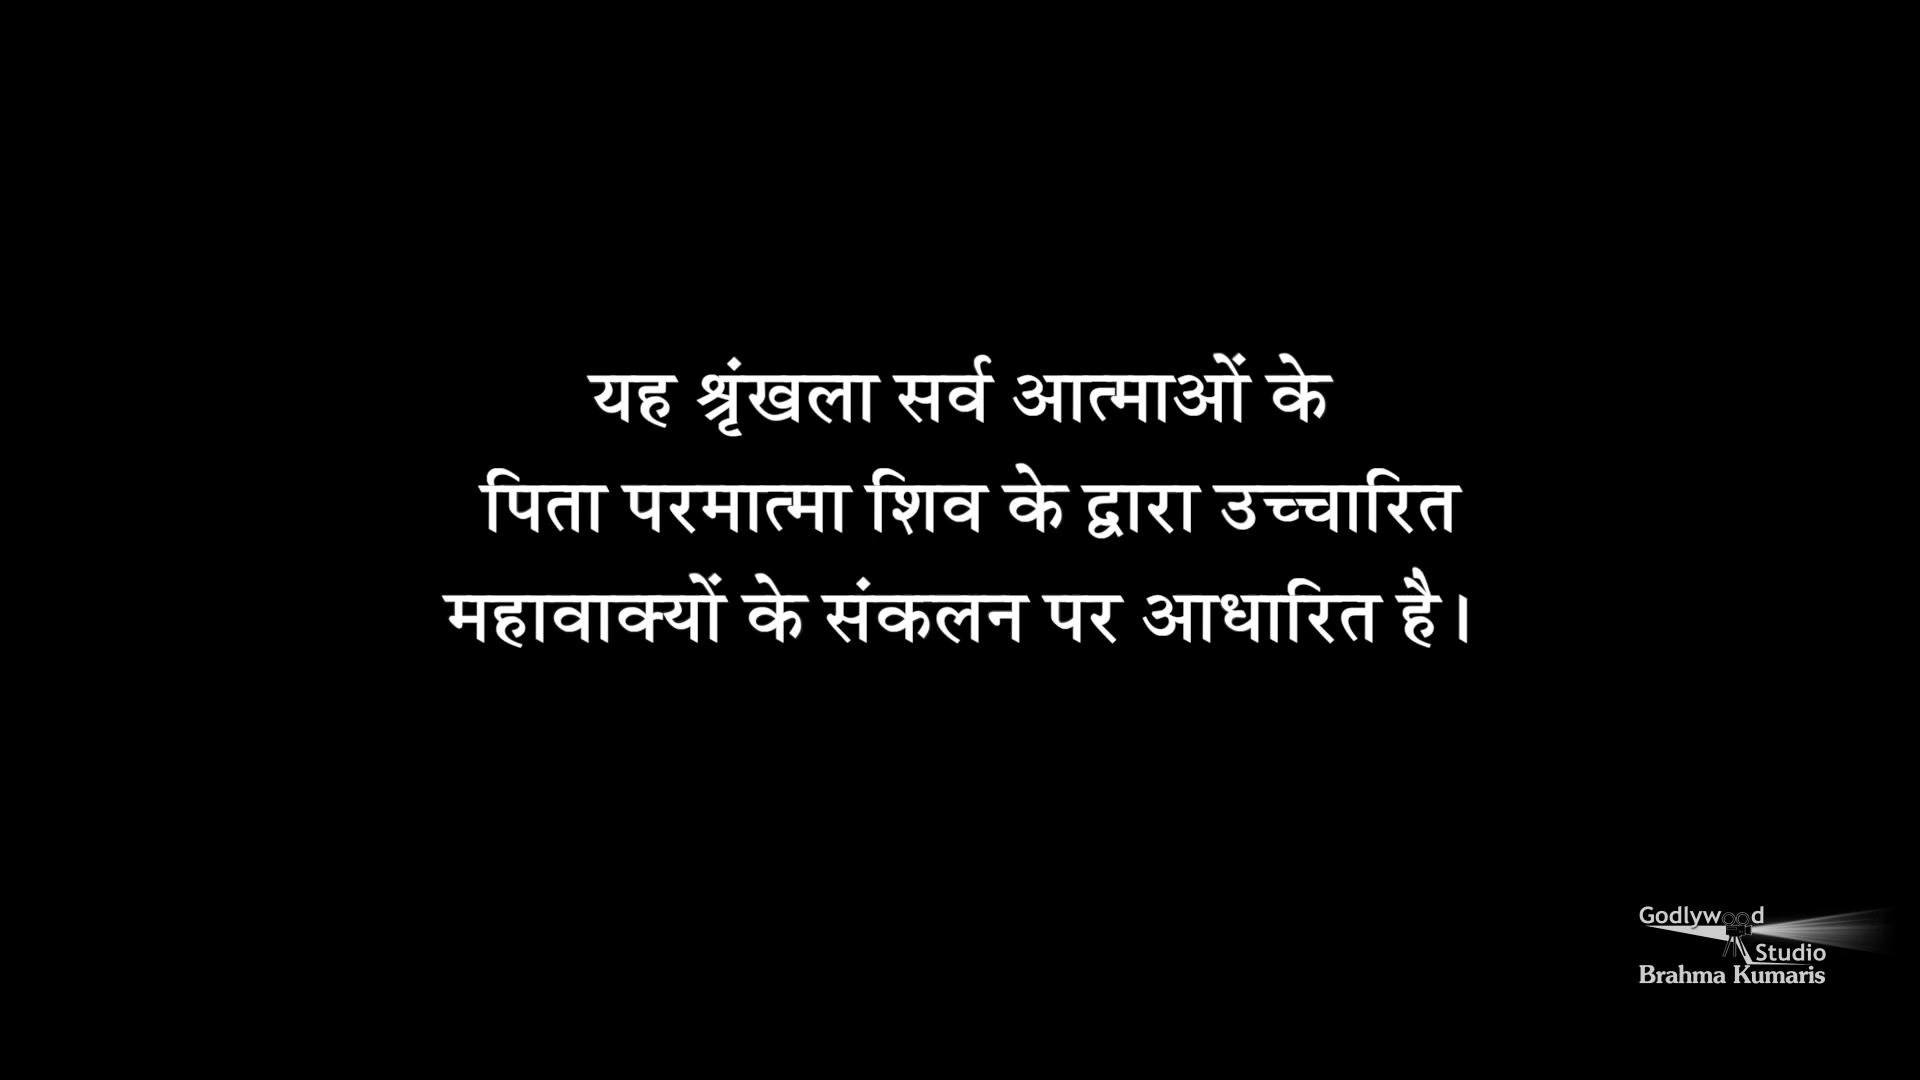 यह श्रृंखला सर्व आत्माओं के
पिता परमात्मा शिव के द्वारा उच्चारित
महावाक्यों के संकलन पर आधारित है।
Godlywood
Studio
Brahma Kumaris